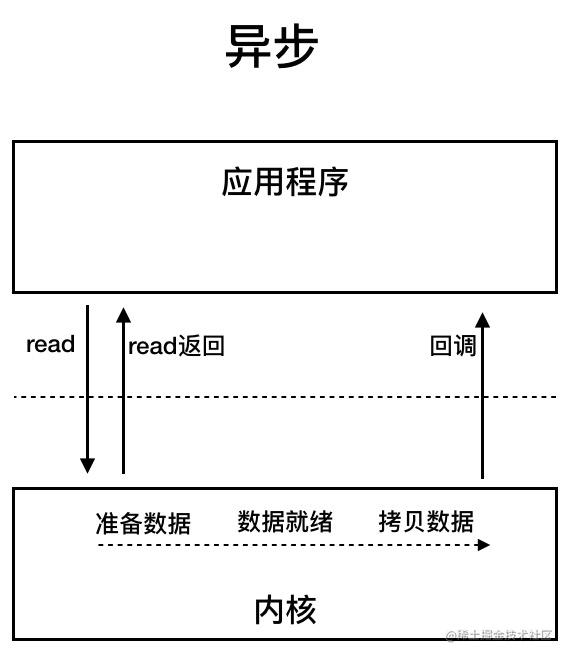 异步
应用程序
read
read返回
回调
准备数据
数据就绪
拷贝数据
内核
@稀土掘金技术社区